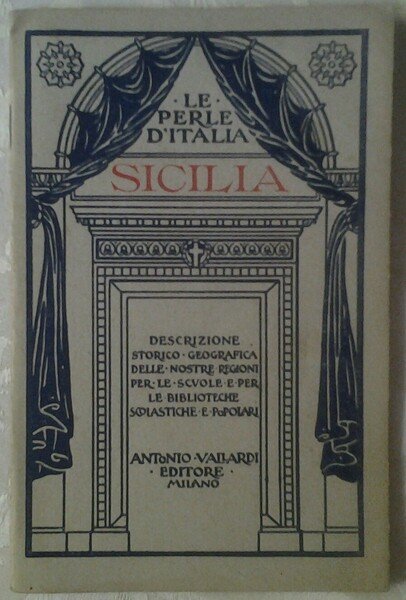 · LE ·
PERLE
D'ITALIA
SICILIA
DESCRIZIONE
STORICO · GEOGRAFICA
DELLE · NOSTRE REGIONI
PER · LE · SCVOLE · E · PER
LE BIBLIOTECHE
SCOLASTICHE · E · POPOLARI
ANTONIO · VALLARDI
· EDITORE ·
MILANO